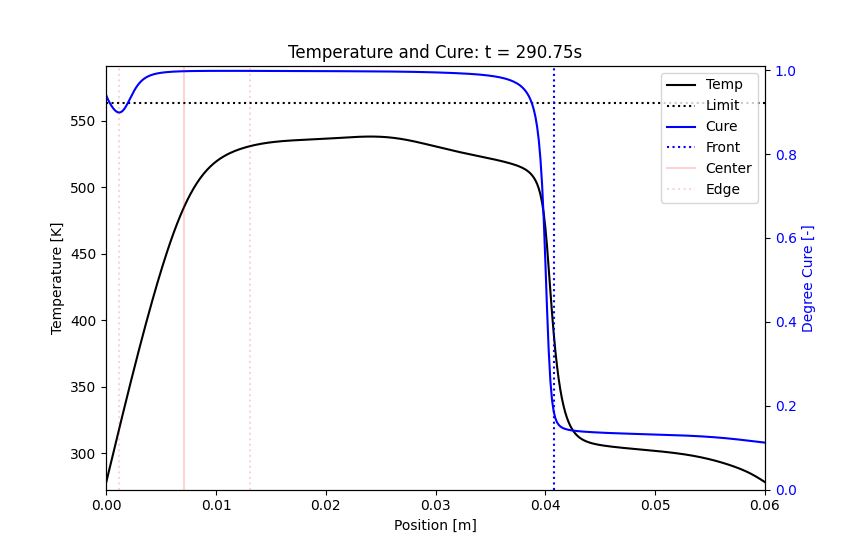 Temperature and Cure: t = 290.75s
Temp
Limit
Cure
Front
Center
Edge
Temperature [K]
550
500
450
400
350
300
Degree Cure [-]
1.0
0.8
0.6
0.4
0.2
0.0
0.00 0.01 0.02 0.03 0.04 0.05 0.06
Position [m]